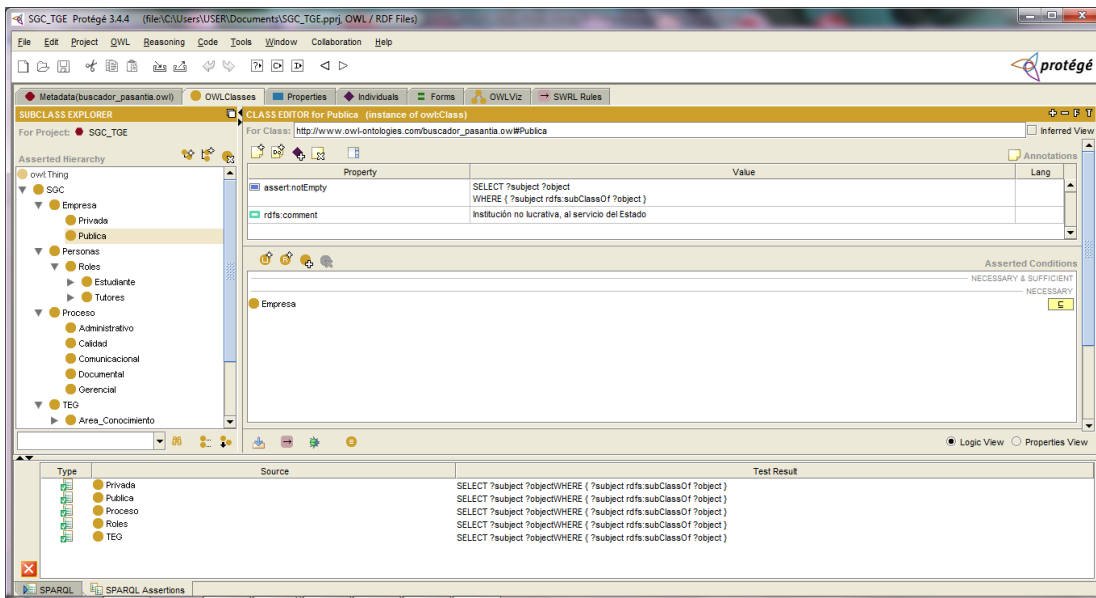 SGC_TGE Protégé 3.4.4 (file:\C:\Users\USER\Documents\SGC_TGE.pprj, OWL / RDF Files)
File Edit Project OWL Reasoning Code Tools Window Collaboration Help
protégé
Metadata(buscador_pasantia.owl) OWLClasses Properties Individuals Forms OWLViz SWRL Rules
SUBCLASS EXPLORER
For Project: SGC_TGE
Asserted Hierarchy
owl:Thing
SGC
Empresa
Privada
Publica
Personas
Roles
Estudiante
Tutores
Proceso
Administrativo
Calidad
Comunicacional
Documental
Gerencial
TEG
Area_Conocimiento
CLASS EDITOR for Publica (instance of owl:Class)
For Class: http://www.owl-ontologies.com/buscador_pasantia.owl#Publica Inferred View
Annotations
Property Value Lang
assert:notEmpty SELECT ?subject ?object
WHERE { ?subject rdfs:subClassOf ?object }
rdfs:comment Institución no lucrativa, al servicio del Estado
Asserted Conditions
NECESSARY & SUFFICIENT
NECESSARY
Empresa ⊑
Logic View Properties View
Type Source Test Result
Privada SELECT ?subject ?objectWHERE { ?subject rdfs:subClassOf ?object }
Publica SELECT ?subject ?objectWHERE { ?subject rdfs:subClassOf ?object }
Proceso SELECT ?subject ?objectWHERE { ?subject rdfs:subClassOf ?object }
Roles SELECT ?subject ?objectWHERE { ?subject rdfs:subClassOf ?object }
TEG SELECT ?subject ?objectWHERE { ?subject rdfs:subClassOf ?object }
SPARQL SPARQL Assertions